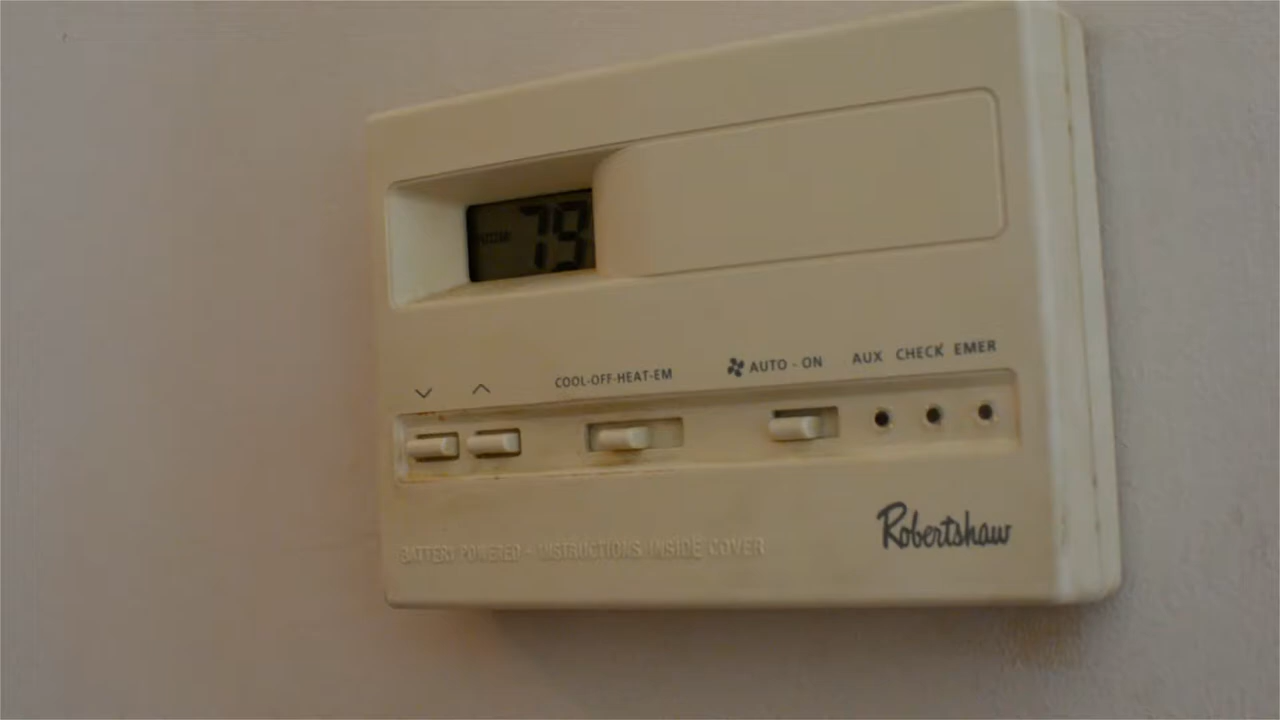 79
COOL-OFF-HEAT-EM
AUTO - ON
AUX CHECK EMER
Robertshaw
BATTERY POWERED - INSTRUCTIONS INSIDE COVER